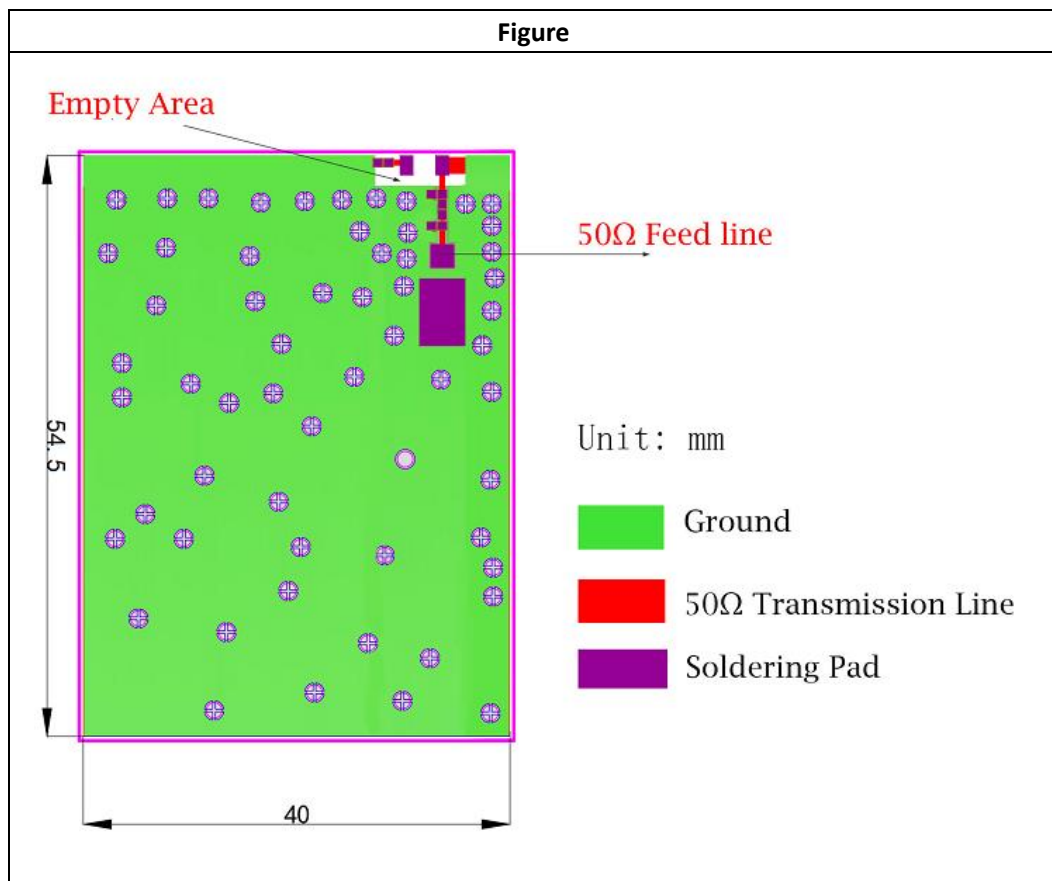 Figure
Empty Area
50Ω Feed line
54.5
Unit: mm
Ground
50Ω Transmission Line
Soldering Pad
40